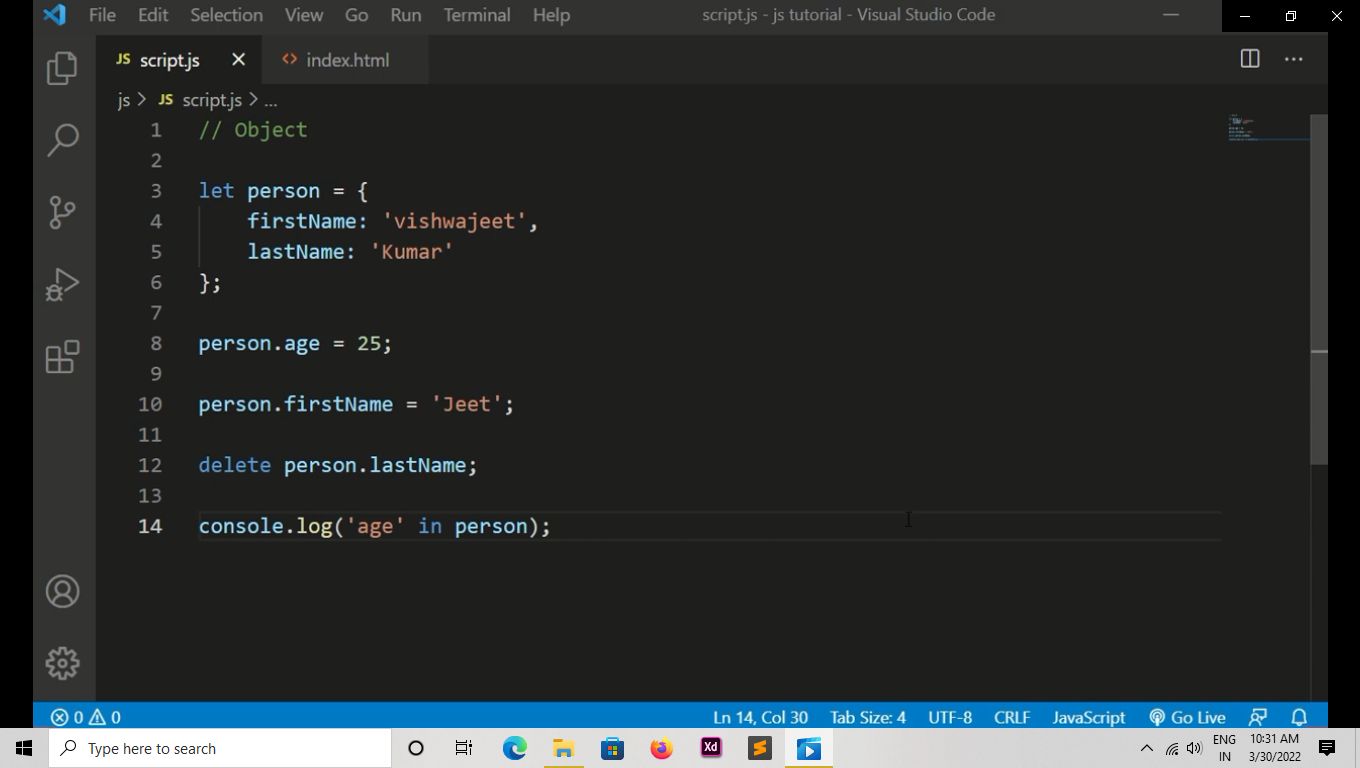 File Edit Selection View Go Run Terminal Help script.js - js tutorial - Visual Studio Code
JS script.js index.html
js > JS script.js > ...
1 // Object
2
3 let person = {
4 firstName: 'vishwajeet',
5 lastName: 'Kumar'
6 };
7
8 person.age = 25;
9
10 person.firstName = 'Jeet';
11
12 delete person.lastName;
13
14 console.log('age' in person);
0 0 Ln 14, Col 30 Tab Size: 4 UTF-8 CRLF JavaScript Go Live
Type here to search Xd ENG 10:31 AM
IN 3/30/2022